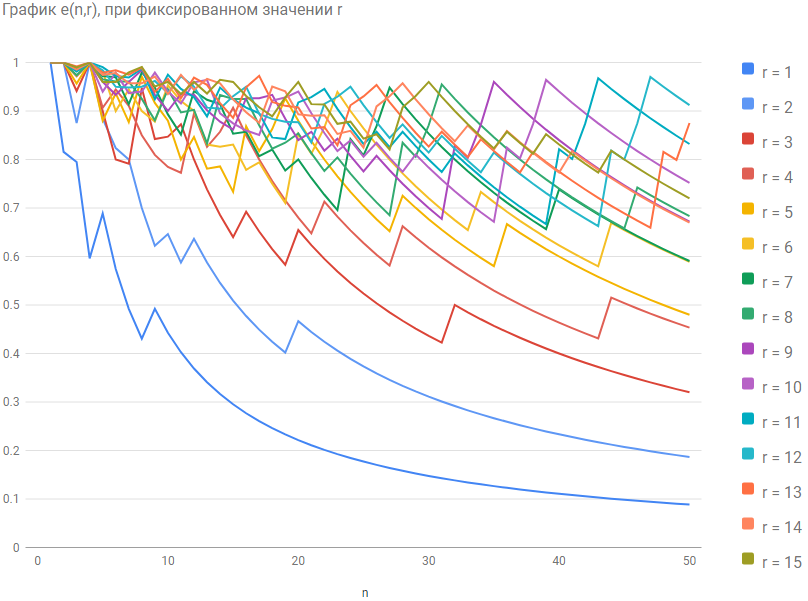 График e(n,r), при фиксированном значении r
1
0.9
0.8
0.7
0.6
0.5
0.4
0.3
0.2
0.1
0
0 10 20 30 40 50
n
r = 1
r = 2
r = 3
r = 4
r = 5
r = 6
r = 7
r = 8
r = 9
r = 10
r = 11
r = 12
r = 13
r = 14
r = 15